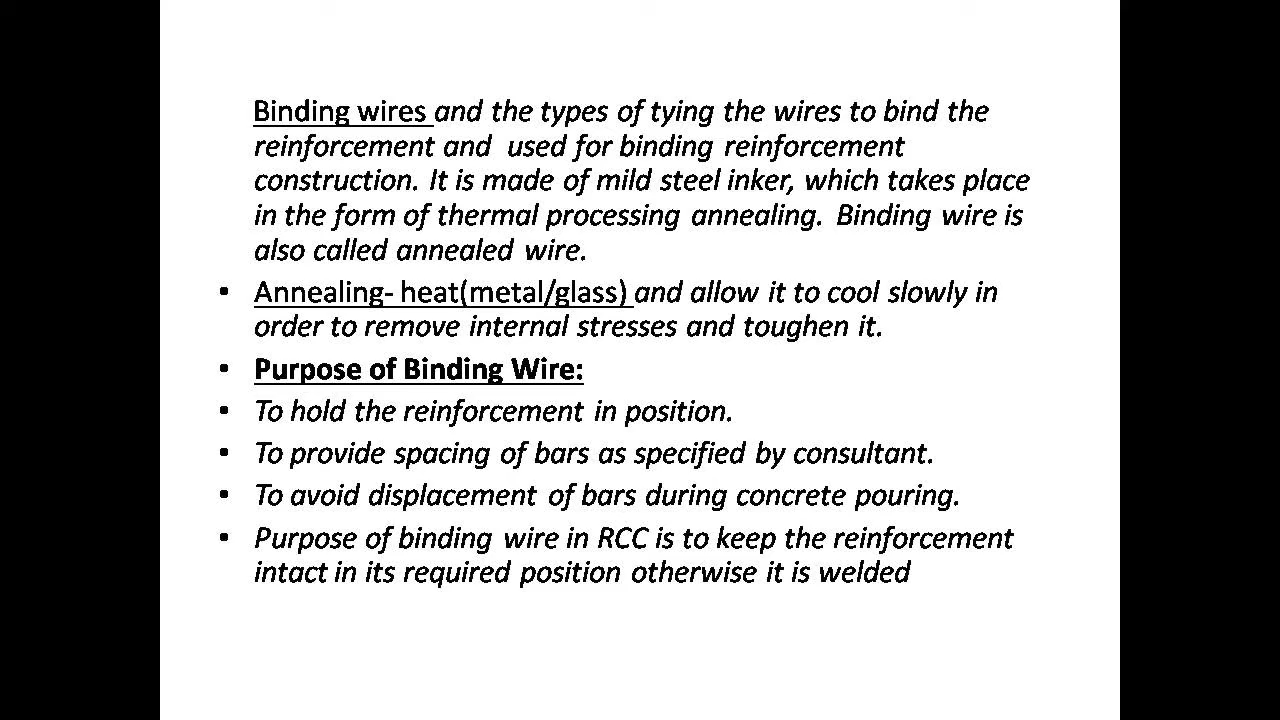 Binding wires and the types of tying the wires to bind the
reinforcement and used for binding reinforcement
construction. It is made of mild steel inker, which takes place
in the form of thermal processing annealing. Binding wire is
also called annealed wire.
• Annealing- heat(metal/glass) and allow it to cool slowly in
order to remove internal stresses and toughen it.
• Purpose of Binding Wire:
• To hold the reinforcement in position.
• To provide spacing of bars as specified by consultant.
• To avoid displacement of bars during concrete pouring.
• Purpose of binding wire in RCC is to keep the reinforcement
intact in its required position otherwise it is welded